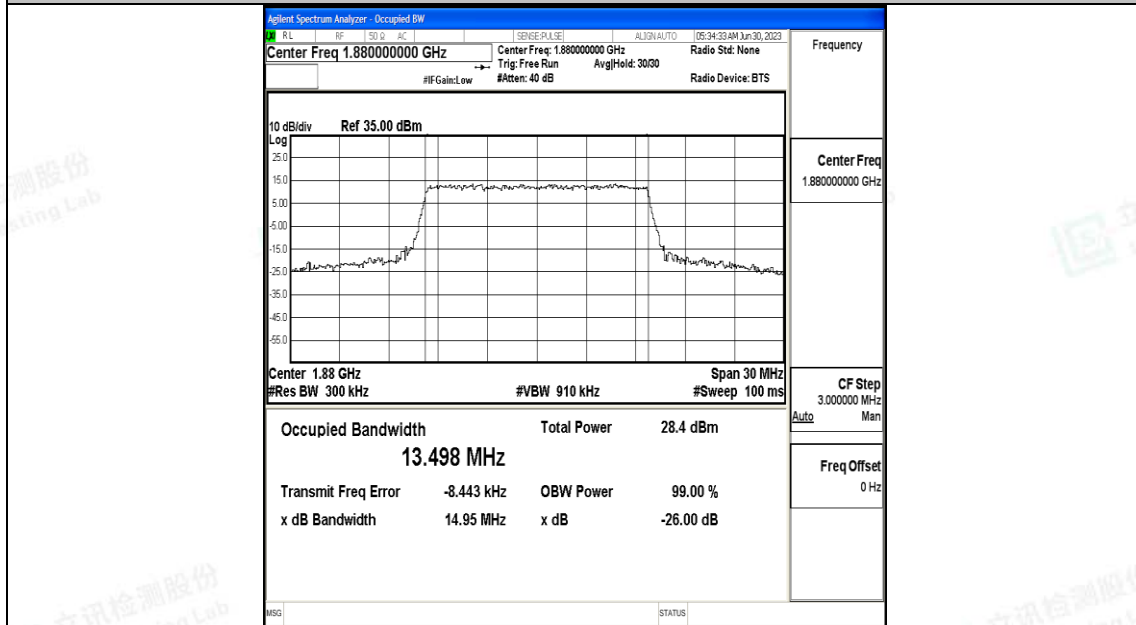 Agilent Spectrum Analyzer - Occupied BW
RL RF 50 Ω AC SENSE:PULSE ALIGNAUTO 05:34:33 AM Jun 30, 2023
Center Freq 1.880000000 GHz
Center Freq: 1.880000000 GHz Radio Std: None
Trig: Free Run Avg|Hold: 30/30
#IFGain:Low #Atten: 40 dB Radio Device: BTS
10 dB/div Ref 35.00 dBm
Log
25.0
15.0
5.00
-5.00
-15.0
-25.0
-35.0
-45.0
-55.0
Center 1.88 GHz Span 30 MHz
#Res BW 300 kHz #VBW 910 kHz #Sweep 100 ms
Occupied Bandwidth Total Power 28.4 dBm
13.498 MHz
Transmit Freq Error -8.443 kHz OBW Power 99.00 %
x dB Bandwidth 14.95 MHz x dB -26.00 dB
MSG STATUS
Frequency
Center Freq
1.880000000 GHz
CF Step
3.000000 MHz
Auto Man
Freq Offset
0 Hz